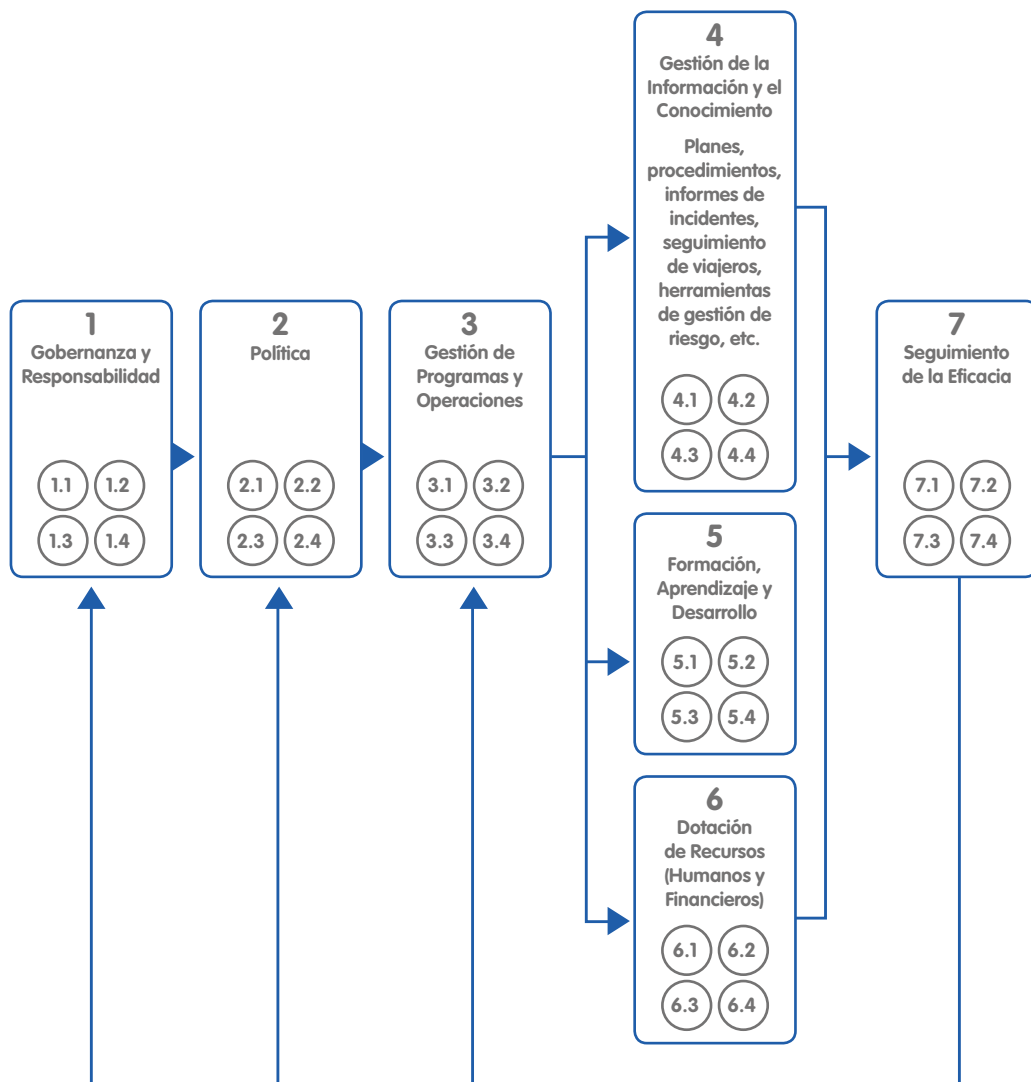 1
Gobernanza y
Responsabilidad
1.1 1.2
1.3 1.4
2
Política
2.1 2.2
2.3 2.4
3
Gestión de
Programas y
Operaciones
3.1 3.2
3.3 3.4
4
Gestión de la
Información y el
Conocimiento
Planes,
procedimientos,
informes de
incidentes,
seguimiento
de viajeros,
herramientas
de gestión de
riesgo, etc.
4.1 4.2
4.3 4.4
5
Formación,
Aprendizaje y
Desarrollo
5.1 5.2
5.3 5.4
6
Dotación
de Recursos
(Humanos y
Financieros)
6.1 6.2
6.3 6.4
7
Seguimiento
de la Eficacia
7.1 7.2
7.3 7.4